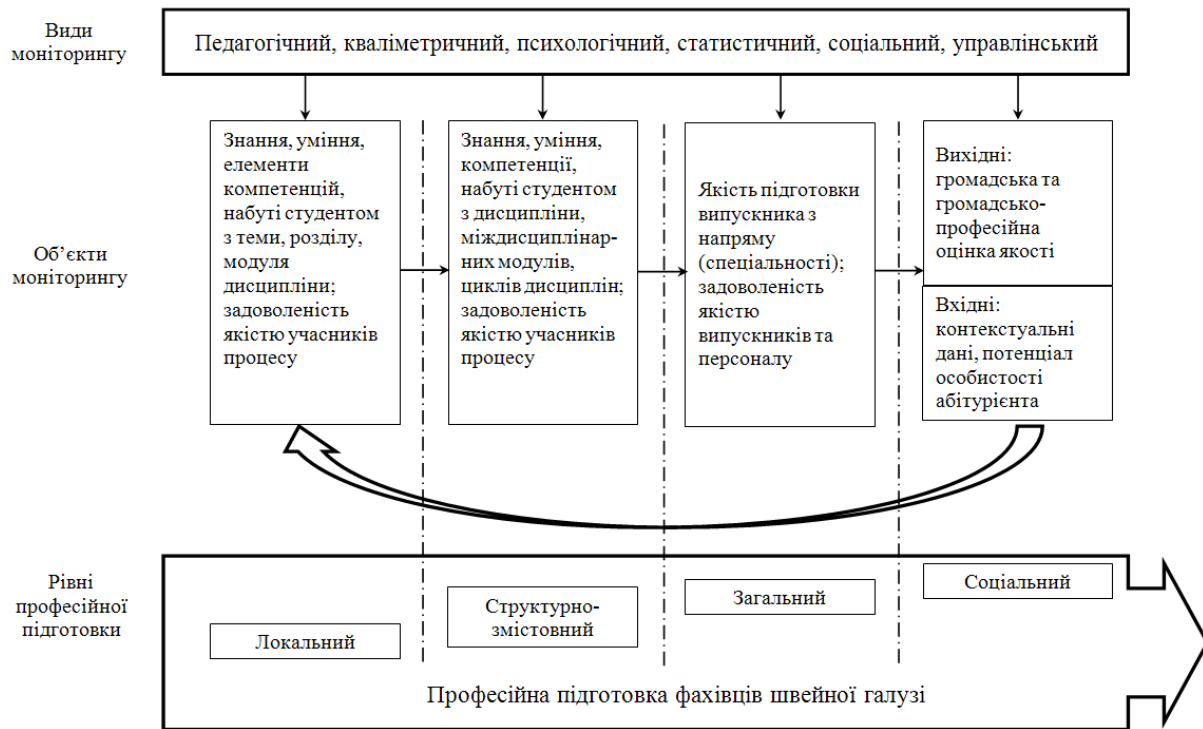 Види
моніторингу
Педагогічний, кваліметричний, психологічний, статистичний, соціальний, управлінський
Об’єкти
моніторингу
Знання, уміння,
елементи
компетенцій,
набуті студентом
з теми, розділу,
модуля
дисципліни;
задоволеність
якістю учасників
процесу
Знання, уміння,
компетенції,
набуті студентом
з дисципліни,
міждисциплінар-
них модулів,
циклів дисциплін;
задоволеність
якістю учасників
процесу
Якість підготовки
випускника з
напряму
(спеціальності);
задоволеність
якістю
випускників та
персоналу
Вихідні:
громадська та
громадсько-
професійна
оцінка якості
Вхідні:
контекстуальні
дані, потенціал
особистості
абітурієнта
Рівні
професійної
підготовки
Локальний
Структурно-
змістовний
Загальний
Соціальний
Професійна підготовка фахівців швейної галузі